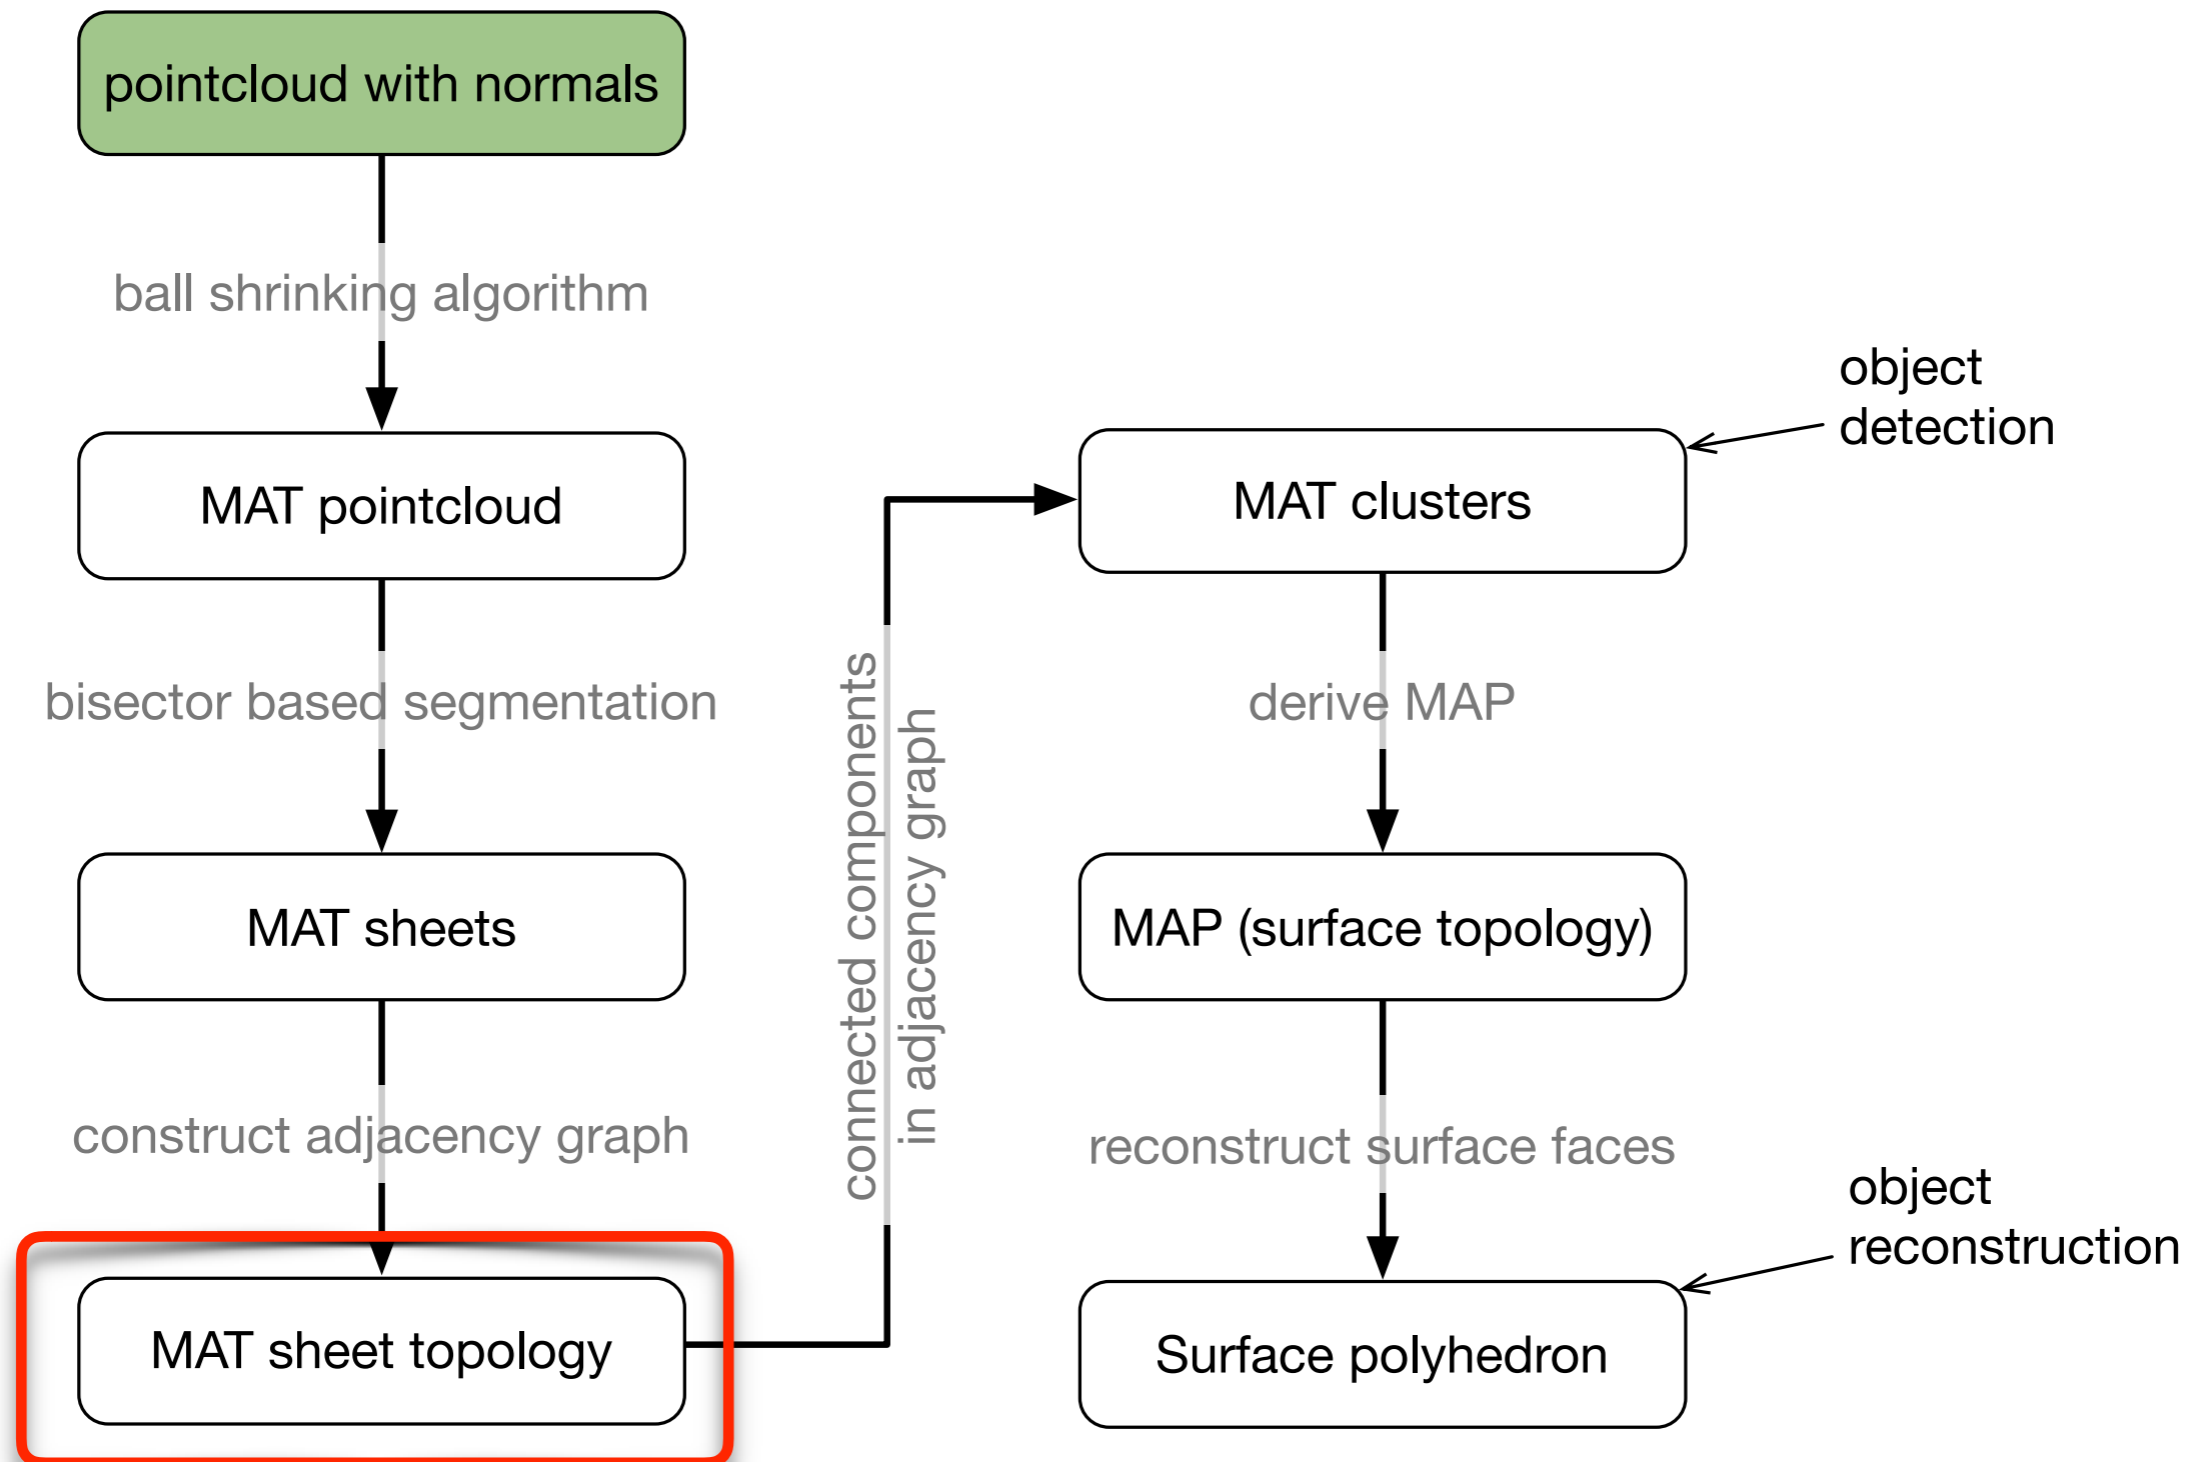 pointcloud with normals
ball shrinking algorithm
MAT pointcloud
bisector based segmentation
MAT sheets
construct adjacency graph
MAT sheet topology
connected components
in adjacency graph
object
detection
MAT clusters
derive MAP
MAP (surface topology)
reconstruct surface faces
object
reconstruction
Surface polyhedron